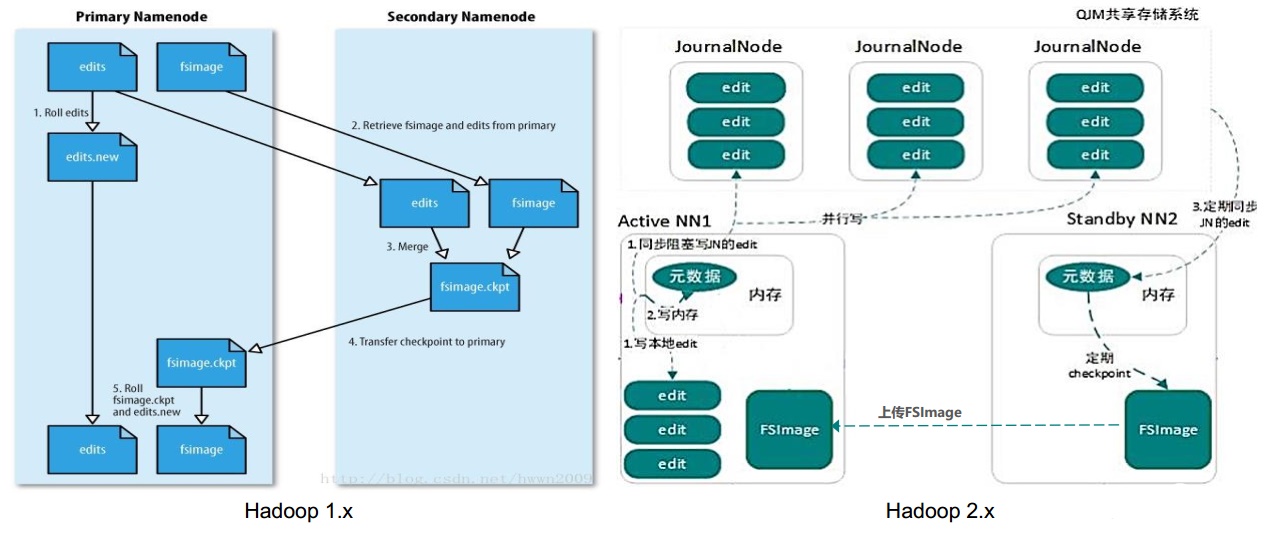 Primary Namenode
Secondary Namenode
edits
fsimage
1. Roll edits
2. Retrieve fsimage and edits from primary
edits.new
edits
fsimage
3. Merge
fsimage.ckpt
4. Transfer checkpoint to primary
fsimage.ckpt
5. Roll
fsimage.ckpt
and edits.new
edits
fsimage
http://blog.csdn.net/hwwn2009
Hadoop 1.x
QJM共享存储系统
JournalNode
JournalNode
JournalNode
edit
edit
edit
edit
edit
edit
edit
edit
edit
并行写
3.定期同步
JN的edit
Active NN1
Standby NN2
1.同步阻塞写JN的edit
元数据
内存
2.写内存
1.写本地edit
元数据
内存
定期
checkpoint
edit
edit
edit
FSImage
上传FSImage
FSImage
Hadoop 2.x